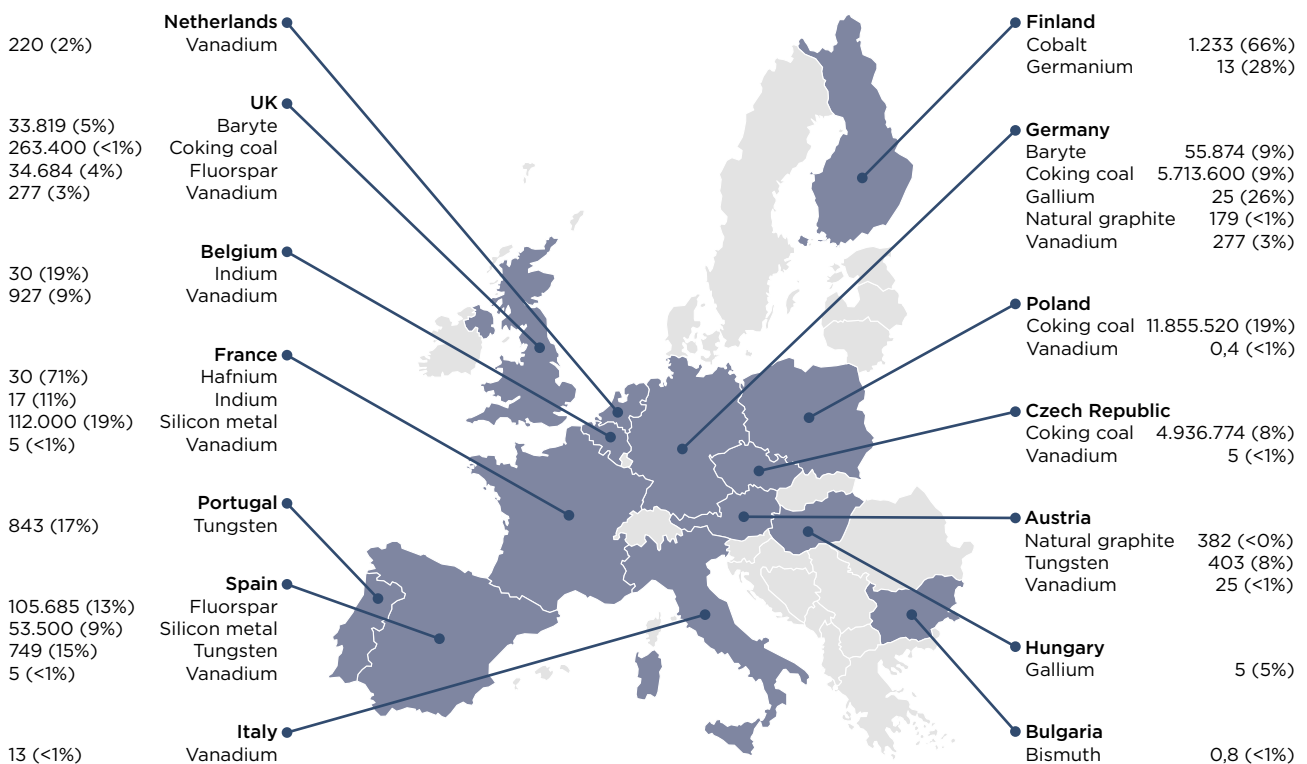 Netherlands
220 (2%) Vanadium
UK
33.819 (5%) Baryte
263.400 (<1%) Coking coal
34.684 (4%) Fluorspar
277 (3%) Vanadium
Belgium
30 (19%) Indium
927 (9%) Vanadium
France
30 (71%) Hafnium
17 (11%) Indium
112.000 (19%) Silicon metal
5 (<1%) Vanadium
Portugal
843 (17%) Tungsten
Spain
105.685 (13%) Fluorspar
53.500 (9%) Silicon metal
749 (15%) Tungsten
5 (<1%) Vanadium
Italy
13 (<1%) Vanadium
Finland
Cobalt 1.233 (66%)
Germanium 13 (28%)
Germany
Baryte 55.874 (9%)
Coking coal 5.713.600 (9%)
Gallium 25 (26%)
Natural graphite 179 (<1%)
Vanadium 277 (3%)
Poland
Coking coal 11.855.520 (19%)
Vanadium 0,4 (<1%)
Czech Republic
Coking coal 4.936.774 (8%)
Vanadium 5 (<1%)
Austria
Natural graphite 382 (<0%)
Tungsten 403 (8%)
Vanadium 25 (<1%)
Hungary
Gallium 5 (5%)
Bulgaria
Bismuth 0,8 (<1%)